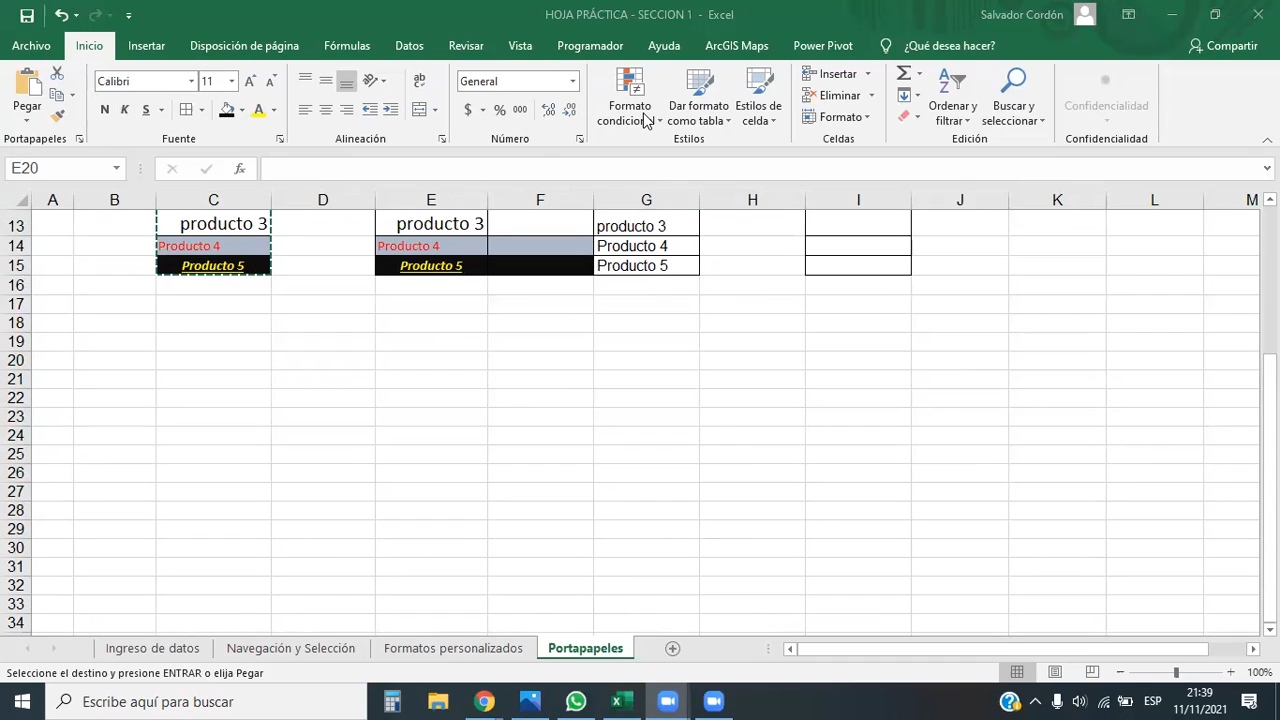 HOJA PRÁCTICA - SECCION 1 - Excel
Salvador Cordón
Archivo Inicio Insertar Disposición de página Fórmulas Datos Revisar Vista Programador Ayuda ArcGIS Maps Power Pivot ¿Qué desea hacer? Compartir
Pegar
Calibri 11
N K S
General
$ % 000
Formato condicional
Dar formato como tabla
Estilos de celda
Insertar
Eliminar
Formato
Ordenar y filtrar
Buscar y seleccionar
Confidencialidad
Portapapeles Fuente Alineación Número Estilos Celdas Edición Confidencialidad
E20 fx
A B C D E F G H I J K L M
13 producto 3 producto 3 producto 3
14 Producto 4 Producto 4 Producto 4
15 Producto 5 Producto 5 Producto 5
16
17
18
19
20
21
22
23
24
25
26
27
28
29
30
31
32
33
34
Ingreso de datos Navegación y Selección Formatos personalizados Portapapeles
Seleccione el destino y presione ENTRAR o elija Pegar 100%
Escribe aquí para buscar
ESP
21:39
11/11/2021